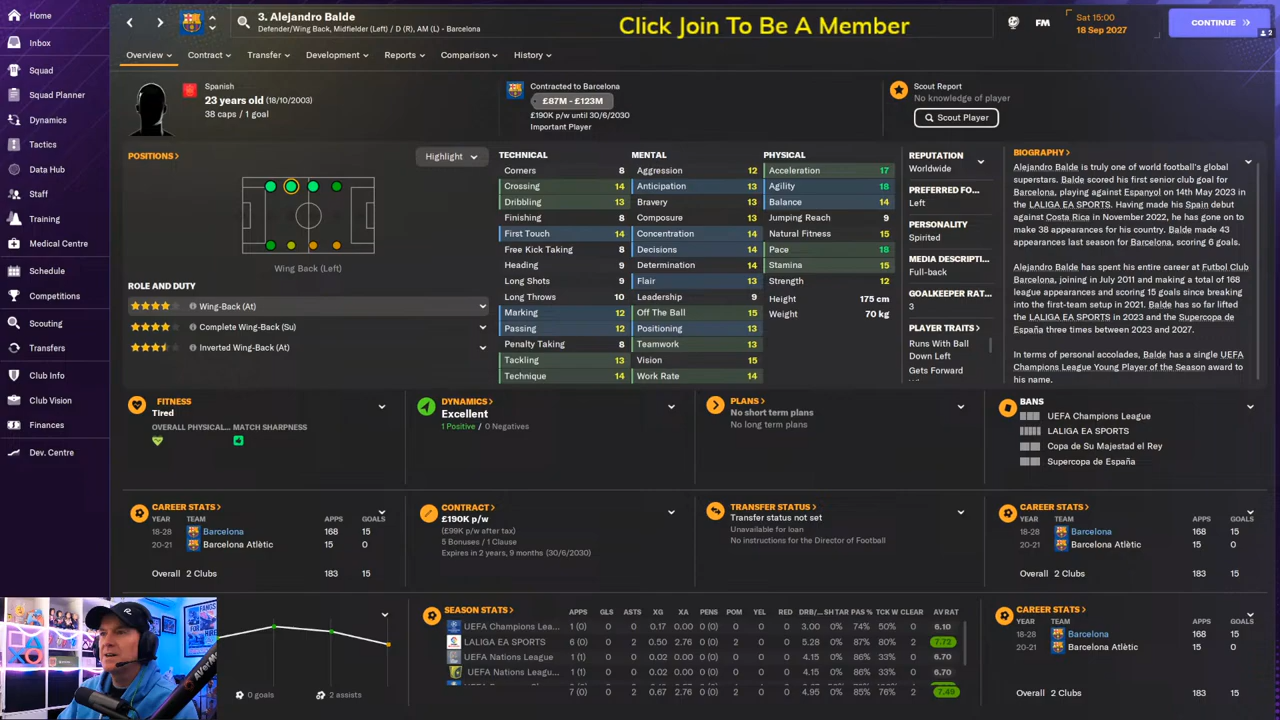 Home
Inbox
Squad
Squad Planner
Dynamics
Tactics
Data Hub
Staff
Training
Medical Centre
Schedule
Competitions
Scouting
Transfers
Club Info
Club Vision
Finances
Dev. Centre
3. Alejandro Balde
Defender/Wing Back, Midfielder (Left) / D (R), AM (L) - Barcelona
Click Join To Be A Member
FM
Sat 15:00
18 Sep 2027
CONTINUE
2
Overview
Contract
Transfer
Development
Reports
Comparison
History
Spanish
23 years old (18/10/2003)
38 caps / 1 goal
Contracted to Barcelona
£87M - £123M
£190K p/w until 30/6/2030
Important Player
Scout Report
No knowledge of player
Scout Player
POSITIONS
Highlight
Wing Back (Left)
ROLE AND DUTY
Wing-Back (At)
Complete Wing-Back (Su)
Inverted Wing-Back (At)
TECHNICAL
Corners 8
Crossing 14
Dribbling 13
Finishing 8
First Touch 14
Free Kick Taking 8
Heading 9
Long Shots 9
Long Throws 10
Marking 12
Passing 12
Penalty Taking 8
Tackling 13
Technique 14
MENTAL
Aggression 12
Anticipation 13
Bravery 13
Composure 13
Concentration 14
Decisions 14
Determination 14
Flair 13
Leadership 9
Off The Ball 15
Positioning 13
Teamwork 13
Vision 15
Work Rate 14
PHYSICAL
Acceleration 17
Agility 18
Balance 14
Jumping Reach 9
Natural Fitness 15
Pace 18
Stamina 15
Strength 12
Height 175 cm
Weight 70 kg
REPUTATION
Worldwide
PREFERRED FO...
Left
PERSONALITY
Spirited
MEDIA DESCRIPTI...
Full-back
GOALKEEPER RAT...
3
PLAYER TRAITS
Runs With Ball
Down Left
Gets Forward
BIOGRAPHY
Alejandro Balde is truly one of world football's global
superstars. Balde scored his first senior club goal for
Barcelona, playing against Espanyol on 14th May 2023 in
the LALIGA EA SPORTS. Having made his Spain debut
against Costa Rica in November 2022, he has gone on to
make 38 appearances for his country. Balde made 43
appearances last season for Barcelona, scoring 6 goals.
Alejandro Balde has spent his entire career at Futbol Club
Barcelona, joining in July 2011 and making a total of 168
league appearances and scoring 15 goals since breaking
into the first-team setup in 2021. Balde has so far lifted
the LALIGA EA SPORTS in 2023 and the Supercopa de
España three times between 2023 and 2027.
In terms of personal accolades, Balde has a single UEFA
Champions League Young Player of the Season award to
his name.
FITNESS
Tired
OVERALL PHYSICAL... MATCH SHARPNESS
DYNAMICS
Excellent
1 Positive / 0 Negatives
PLANS
No short term plans
No long term plans
BANS
UEFA Champions League
LALIGA EA SPORTS
Copa de Su Majestad el Rey
Supercopa de España
CAREER STATS
YEAR TEAM APPS GOALS
18-28 Barcelona 168 15
20-21 Barcelona Atlètic 15 0
Overall 2 Clubs 183 15
CONTRACT
£190K p/w
(£99K p/w after tax)
5 Bonuses / 1 Clause
Expires in 2 years, 9 months (30/6/2030)
TRANSFER STATUS
Transfer status not set
Unavailable for loan
No instructions for the Director of Football
CAREER STATS
YEAR TEAM APPS GOALS
18-28 Barcelona 168 15
20-21 Barcelona Atlètic 15 0
Overall 2 Clubs 183 15
0 goals 2 assists
SEASON STATS APPS GLS ASTS XG XA PENS POM YEL RED DRB/... SH TAR PAS % TCK W CLEAR AV RAT
UEFA Champions Lea... 1 (0) 0 0 0.17 0.00 0 (0) 0 0 0 3.00 0% 74% 50% 0 6.10
LALIGA EA SPORTS 6 (0) 0 2 0.50 2.76 0 (0) 2 0 0 5.28 0% 87% 80% 2 7.72
UEFA Nations League 1 (1) 0 0 0.02 0.00 0 (0) 0 0 0 4.15 0% 86% 33% 0 6.70
UEFA Nations Leagu... 1 (1) 0 0 0.02 0.00 0 (0) 0 0 0 4.15 0% 86% 33% 0 6.70
7 (0) 0 2 0.67 2.76 0 (0) 2 0 0 4.95 0% 85% 76% 2 7.49
CAREER STATS
YEAR TEAM APPS GOALS
18-28 Barcelona 168 15
20-21 Barcelona Atlètic 15 0
Overall 2 Clubs 183 15